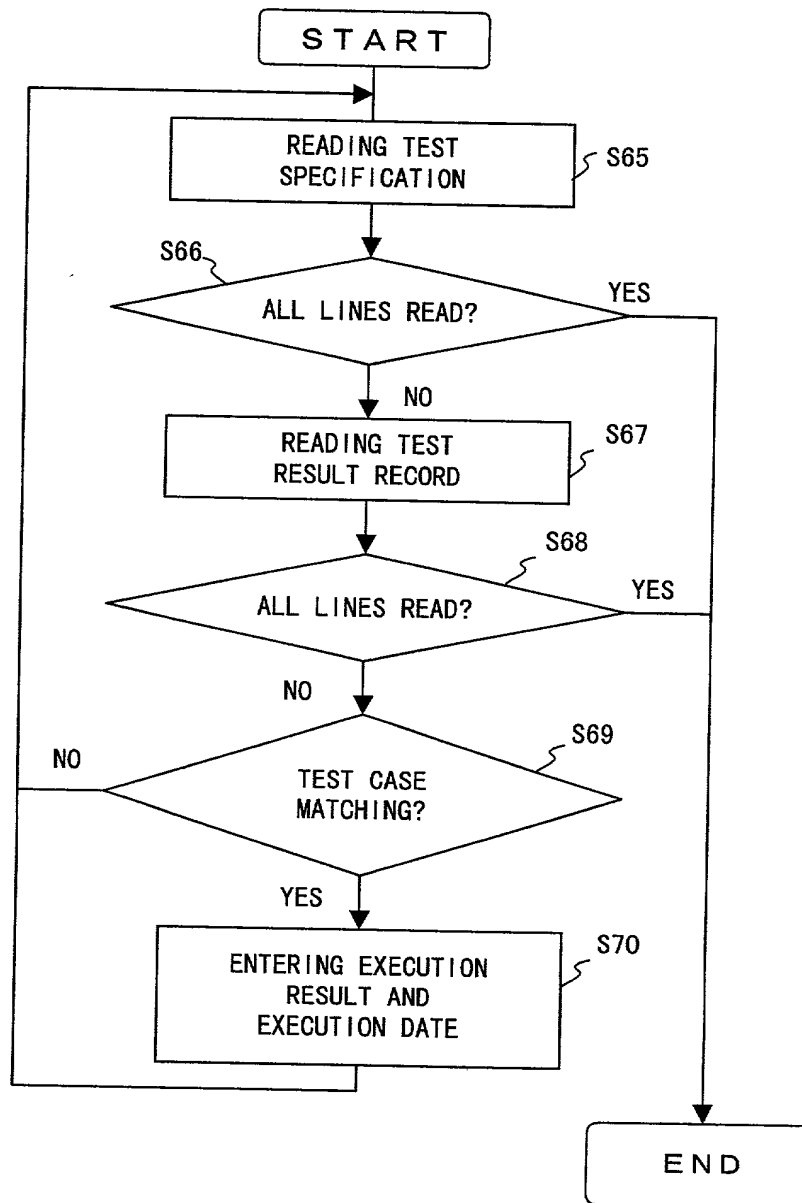 START
READING TEST
SPECIFICATION
S65
S66
ALL LINES READ?
YES
NO
READING TEST
RESULT RECORD
S67
S68
ALL LINES READ?
YES
NO
S69
NO
TEST CASE
MATCHING?
YES
S70
ENTERING EXECUTION
RESULT AND
EXECUTION DATE
END